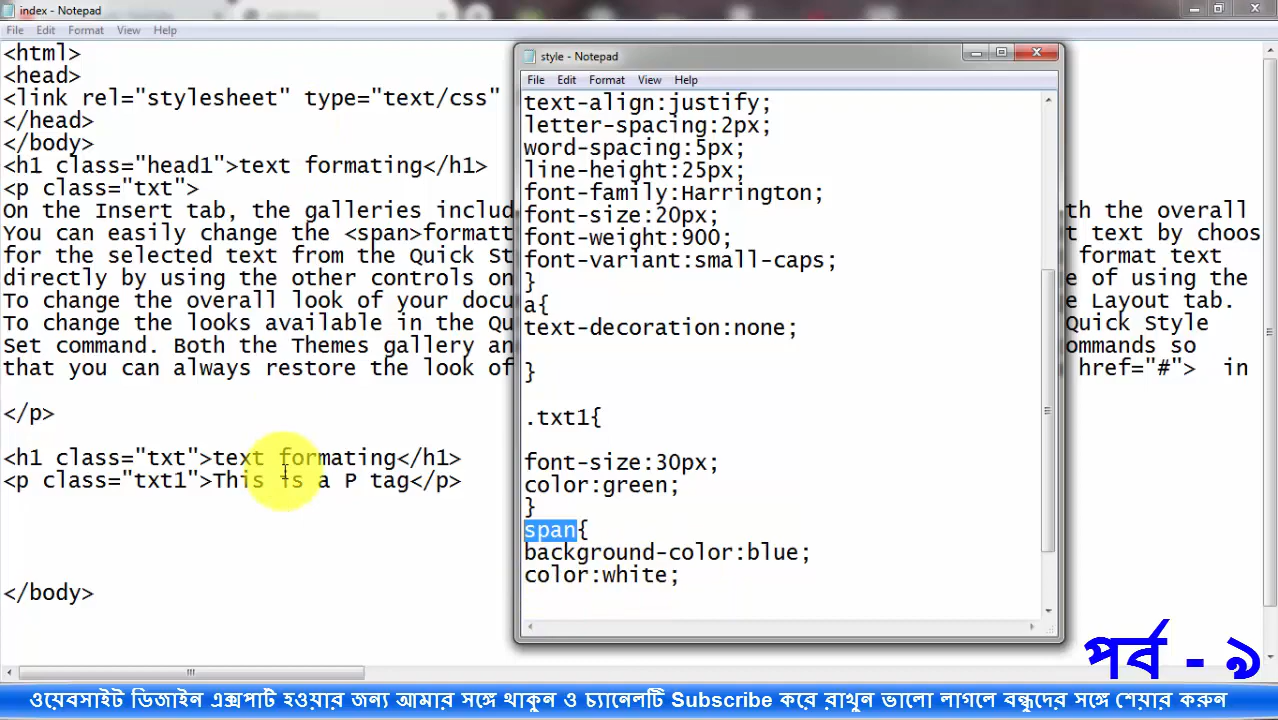 index - Notepad
File Edit Format View Help
<html>
<head>
<link rel="stylesheet" type="text/css"
</head>
</body>
<h1 class="head1">text formating</h1>
<p class="txt">
On the Insert tab, the galleries includ th the overall
You can easily change the <span>formatt t text by choos
for the selected text from the Quick St format text
directly by using the other controls on e of using the
To change the overall look of your docu e Layout tab.
To change the looks available in the Qu Quick Style
Set command. Both the Themes gallery an ommands so
that you can always restore the look of href="#"> in
</p>
<h1 class="txt">text formating</h1>
<p class="txt1">This is a P tag</p>
</body>
style - Notepad
File Edit Format View Help
text-align:justify;
letter-spacing:2px;
word-spacing:5px;
line-height:25px;
font-family:Harrington;
font-size:20px;
font-weight:900;
font-variant:small-caps;
}
a{
text-decoration:none;
}
.txt1{
font-size:30px;
color:green;
}
span{
background-color:blue;
color:white;
পর্ব - ৯
ওয়েবসাইট ডিজাইন এক্সপার্ট হওয়ার জন্য আমার সঙ্গে থাকুন ও চ্যানেলটি Subscribe করে রাখুন ভালো লাগলে বন্ধুদের সঙ্গে শেয়ার করুন